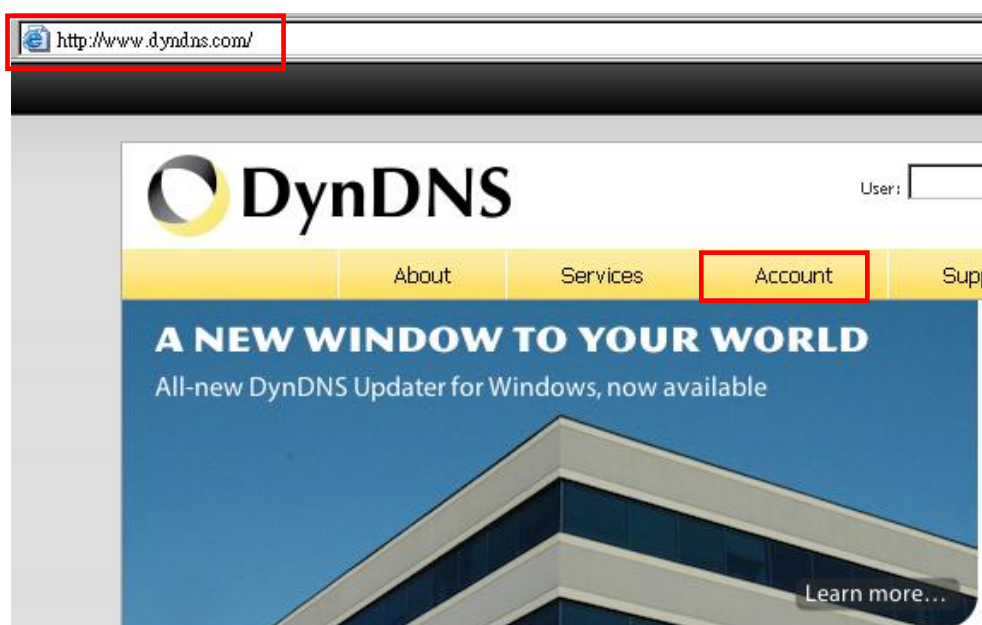 http://www.dyndns.com/
DynDNS
User:
About Services Account Supp
A NEW WINDOW TO YOUR WORLD
All-new DynDNS Updater for Windows, now available
Learn more...